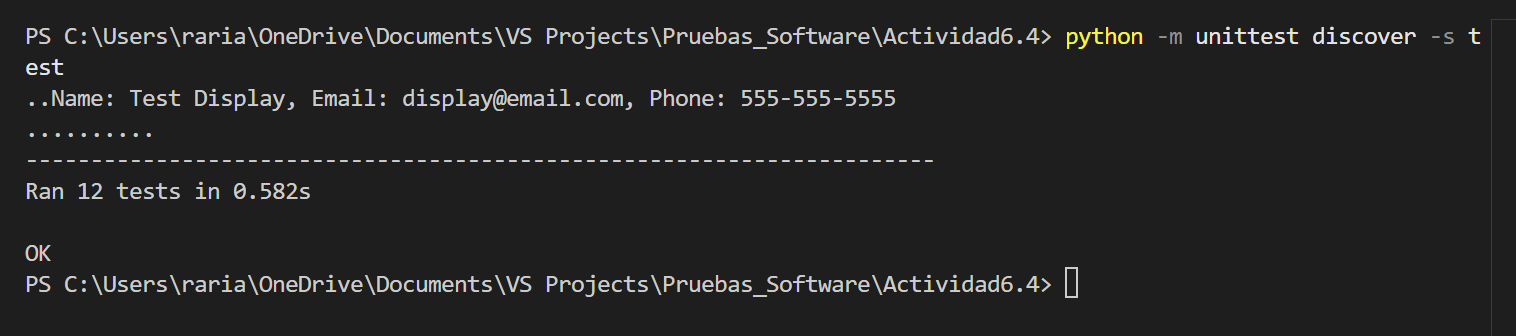 PS C:\Users\raria\OneDrive\Documents\VS Projects\Pruebas_Software\Actividad6.4> python -m unittest discover -s t
est
..Name: Test Display, Email: display@email.com, Phone: 555-555-5555
..........
----------------------------------------------------------------------
Ran 12 tests in 0.582s

OK
PS C:\Users\raria\OneDrive\Documents\VS Projects\Pruebas_Software\Actividad6.4>